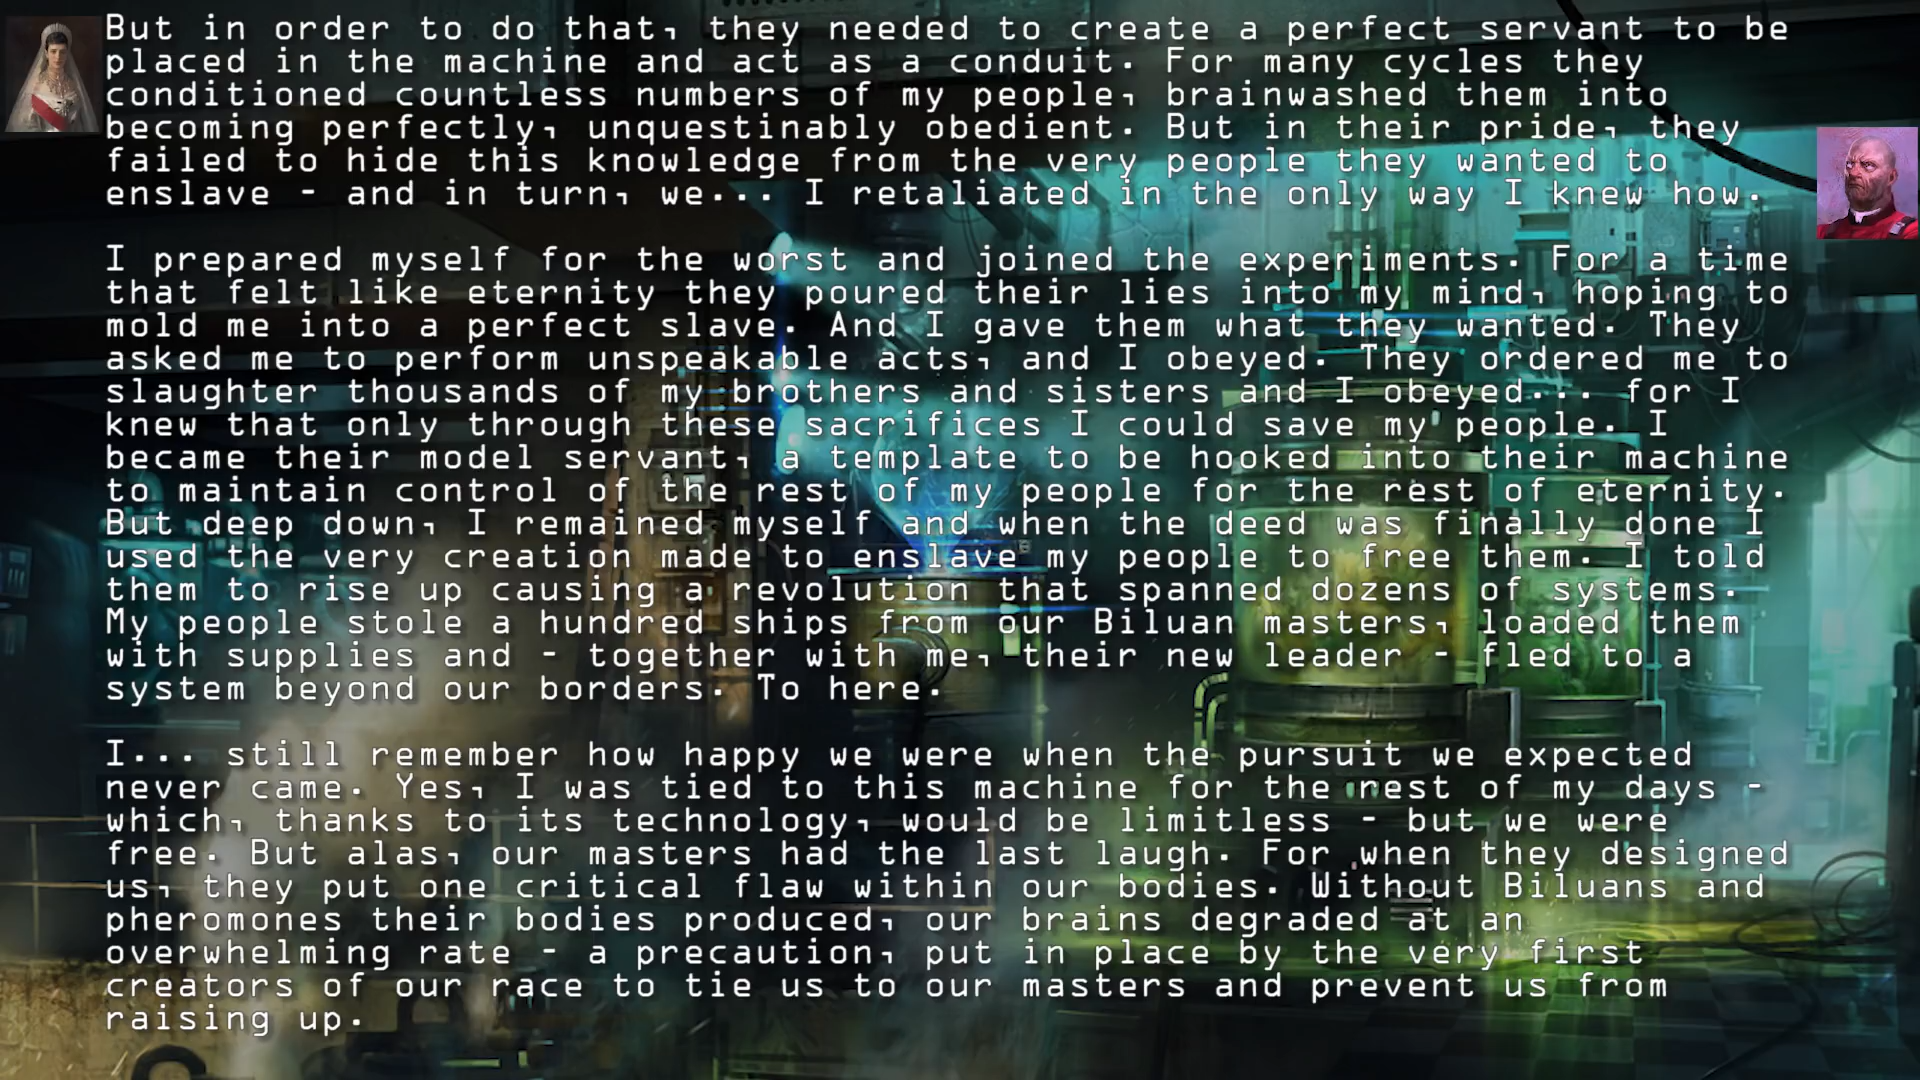 But in order to do that, they needed to create a perfect servant to be
placed in the machine and act as a conduit. For many cycles they
conditioned countless numbers of my people, brainwashed them into
becoming perfectly, unquestinably obedient. But in their pride, they
failed to hide this knowledge from the very people they wanted to
enslave - and in turn, we... I retaliated in the only way I knew how.
I prepared myself for the worst and joined the experiments. For a time
that felt like eternity they poured their lies into my mind, hoping to
mold me into a perfect slave. And I gave them what they wanted. They
asked me to perform unspeakable acts, and I obeyed. They ordered me to
slaughter thousands of my brothers and sisters and I obeyed... for I
knew that only through these sacrifices I could save my people. I
became their model servant, a template to be hooked into their machine
to maintain control of the rest of my people for the rest of eternity.
But deep down, I remained myself and when the deed was finally done I
used the very creation made to enslave my people to free them. I told
them to rise up causing a revolution that spanned dozens of systems.
My people stole a hundred ships from our Biluan masters, loaded them
with supplies and - together with me, their new leader - fled to a
system beyond our borders. To here.
I... still remember how happy we were when the pursuit we expected
never came. Yes, I was tied to this machine for the rest of my days -
which, thanks to its technology, would be limitless - but we were
free. But alas, our masters had the last laugh. For when they designed
us, they put one critical flaw within our bodies. Without Biluans and
pheromones their bodies produced, our brains degraded at an
overwhelming rate - a precaution, put in place by the very first
creators of our race to tie us to our masters and prevent us from
raising up.